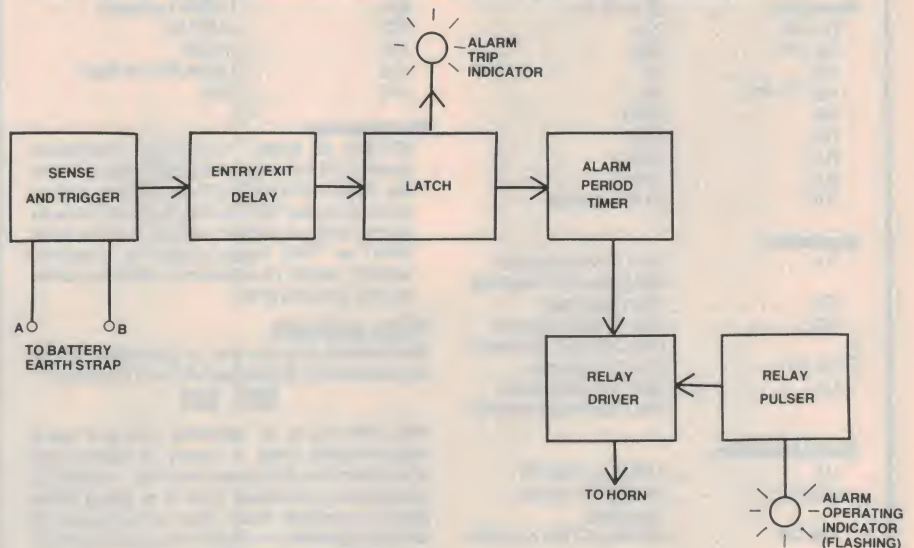 ALARM
TRIP
INDICATOR
SENSE
AND TRIGGER
ENTRY/EXIT
DELAY
LATCH
ALARM
PERIOD
TIMER
A
B
TO BATTERY
EARTH STRAP
RELAY
DRIVER
RELAY
PULSER
TO HORN
ALARM
OPERATING
INDICATOR
(FLASHING)